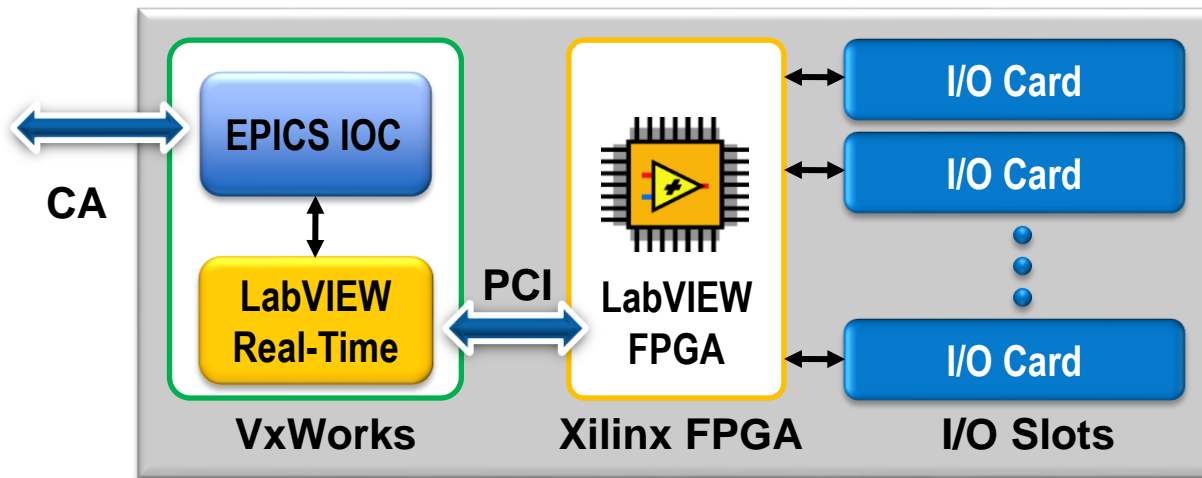 CA
EPICS IOC
LabVIEW
Real-Time
VxWorks
PCI
LabVIEW
FPGA
Xilinx FPGA
I/O Card
I/O Card
I/O Card
I/O Slots